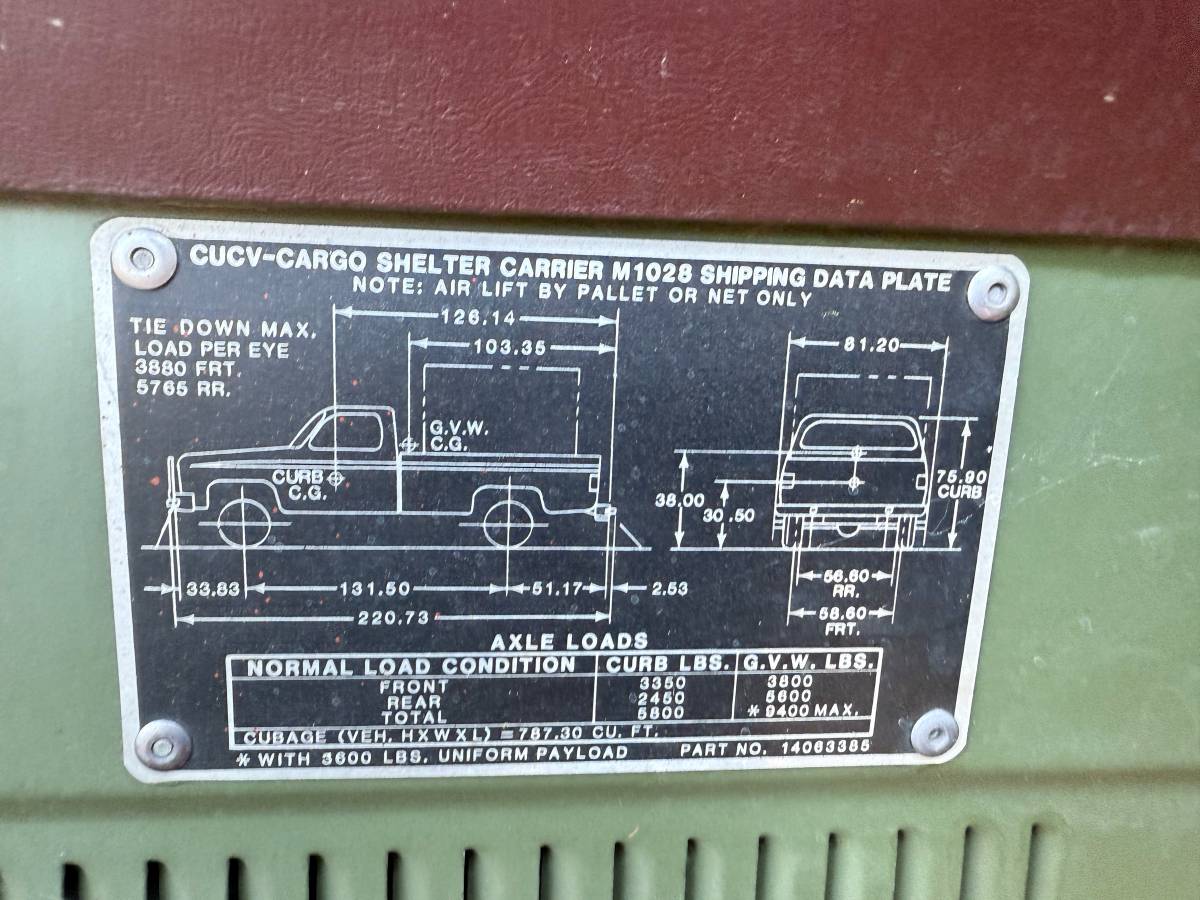 CUCV-CARGO SHELTER CARRIER M1028 SHIPPING DATA PLATE
NOTE: AIR LIFT BY PALLET OR NET ONLY
TIE DOWN MAX.
LOAD PER EYE
3880 FRT.
5765 RR.
126.14
103.35
G.V.W.
C.G.
CURB
C.G.
33.83
131.50
51.17
2.53
220.73
81.20
75.90
CURB
38.00
30.50
56.60
RR.
58.60
FRT.
AXLE LOADS
NORMAL LOAD CONDITION CURB LBS. G.V.W. LBS.
FRONT 3350 3800
REAR 2450 5600
TOTAL 5800 * 9400 MAX.
CUBAGE (VEH. HXWXL) = 787.30 CU. FT.
* WITH 3600 LBS. UNIFORM PAYLOAD PART NO. 14063385